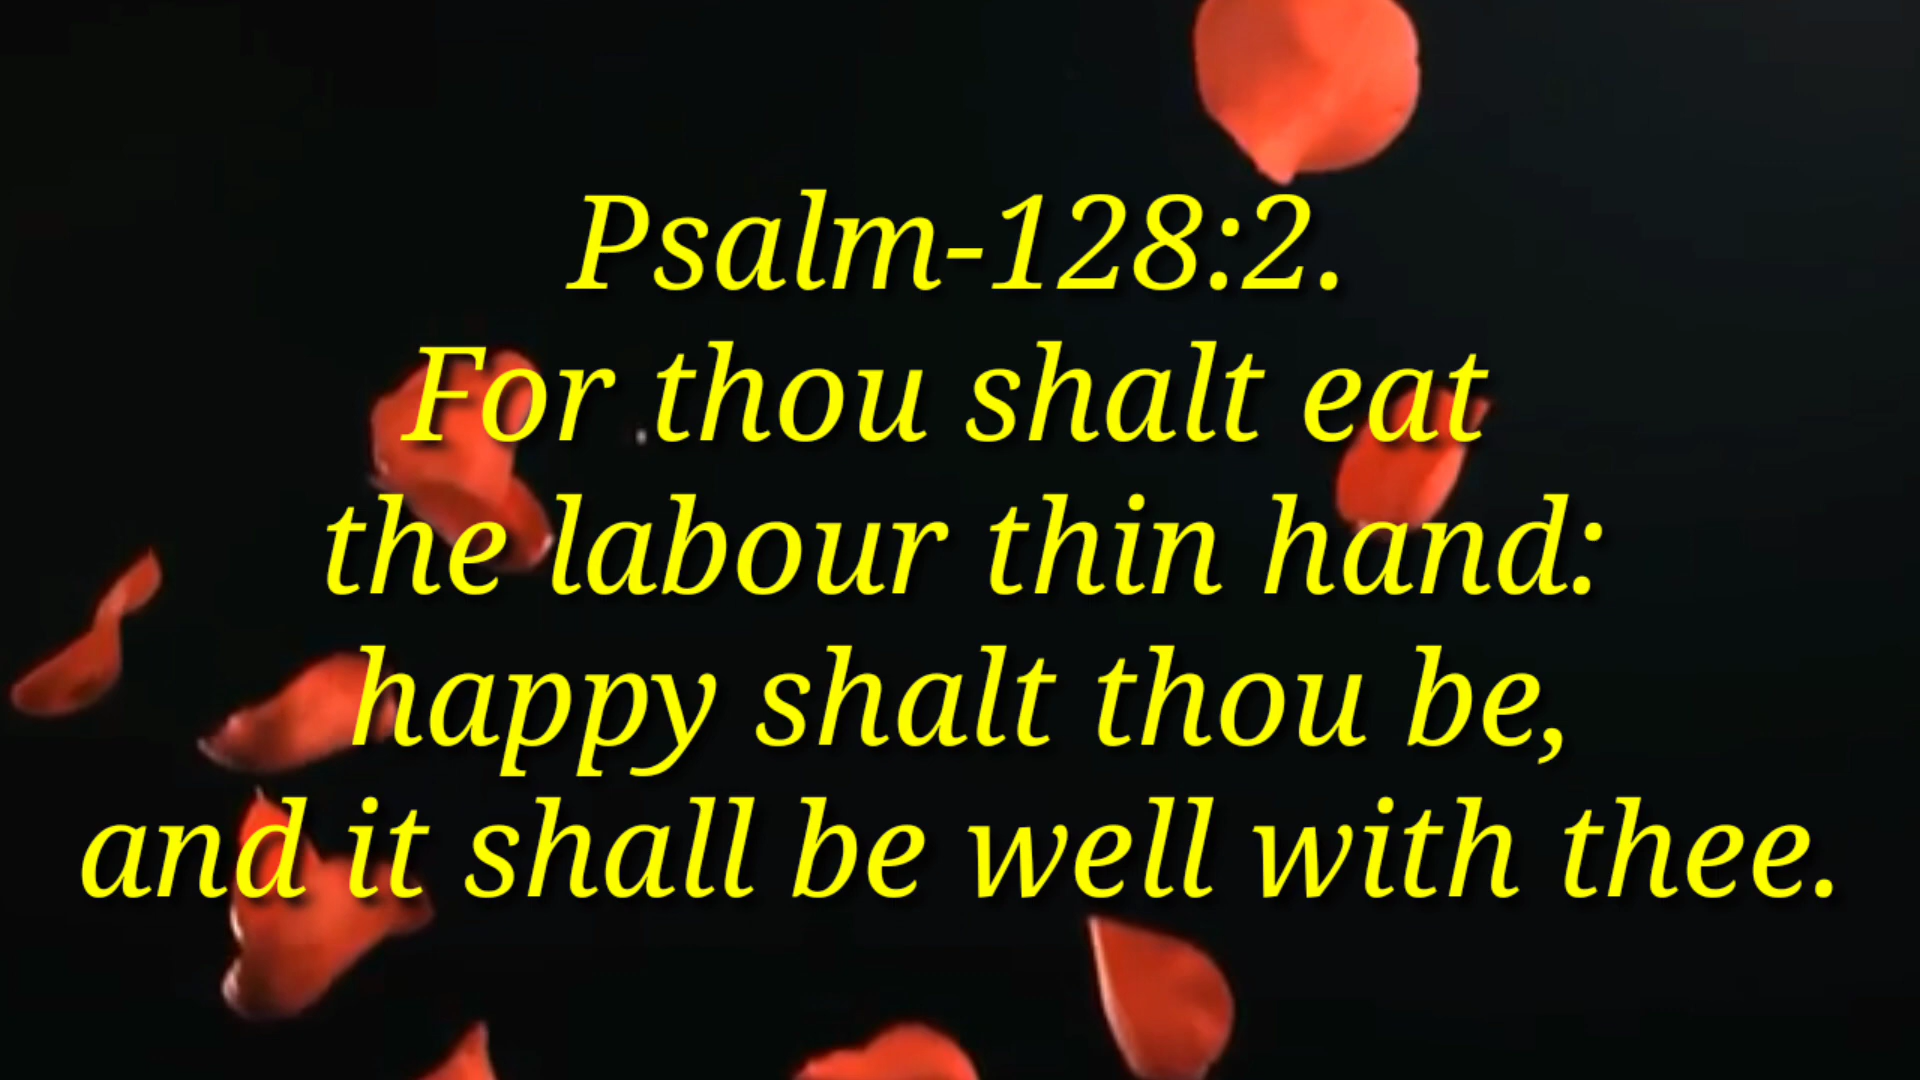 Psalm-128:2.
For thou shalt eat
the labour thin hand:
happy shalt thou be,
and it shall be well with thee.